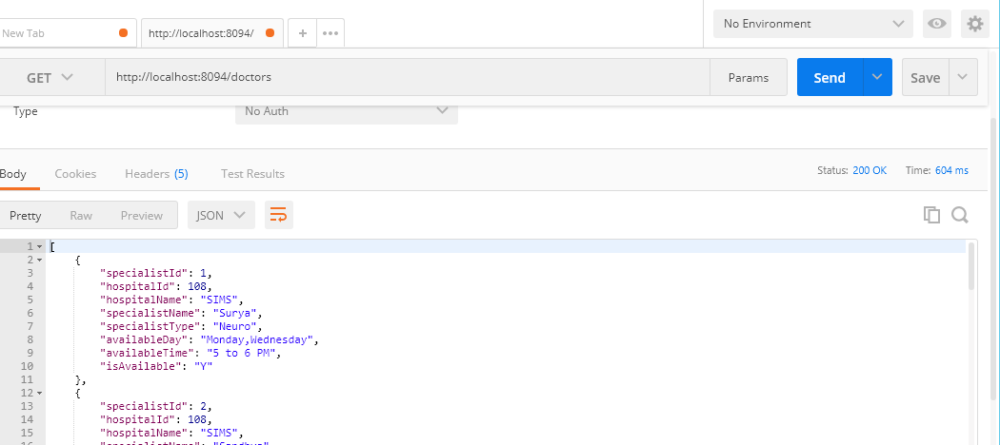 New Tab
http://localhost:8094/
+
No Environment
GET
http://localhost:8094/doctors
Params
Send
Save
Type
No Auth
Body
Cookies
Headers (5)
Test Results
Status: 200 OK
Time: 604 ms
Pretty
Raw
Preview
JSON
1 [
2 {
3 "specialistId": 1,
4 "hospitalId": 108,
5 "hospitalName": "SIMS",
6 "specialistName": "Surya",
7 "specialistType": "Neuro",
8 "availableDay": "Monday,Wednesday",
9 "availableTime": "5 to 6 PM",
10 "isAvailable": "Y"
11 },
12 {
13 "specialistId": 2,
14 "hospitalId": 108,
15 "hospitalName": "SIMS",
16 "specialistName":